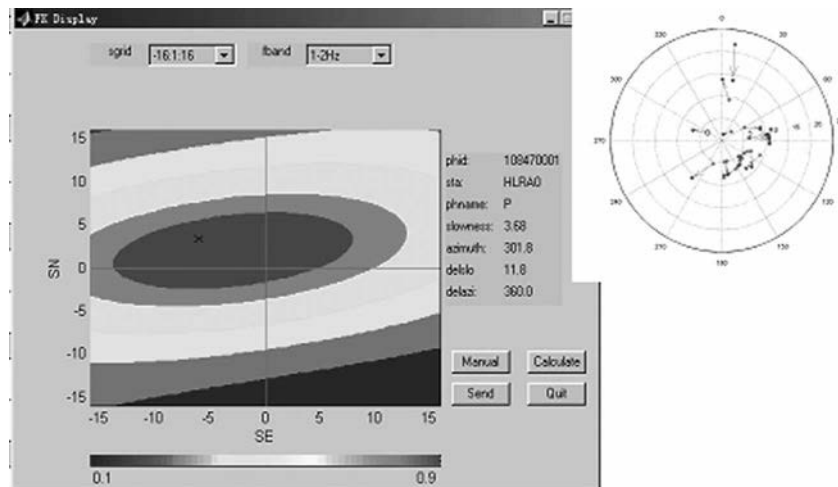 FK Display
sgrid -16:1:16 fband 1-2Hz
phid: 108470001
sta: HLRA0
phname: P
slowness: 3.68
azimuth: 301.8
delslo 11.8
delazi: 360.0
Manual Calculate
Send Quit
SN
15
10
5
0
-5
-10
-15
-15 -10 -5 0 5 10 15
SE
0.1 0.9
0
330 30
300
270
15 20
240
120
270 150
180